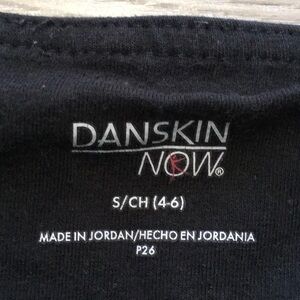 DANSKIN
NOW®
S/CH (4-6)
MADE IN JORDAN/HECHO EN JORDANIA
P26